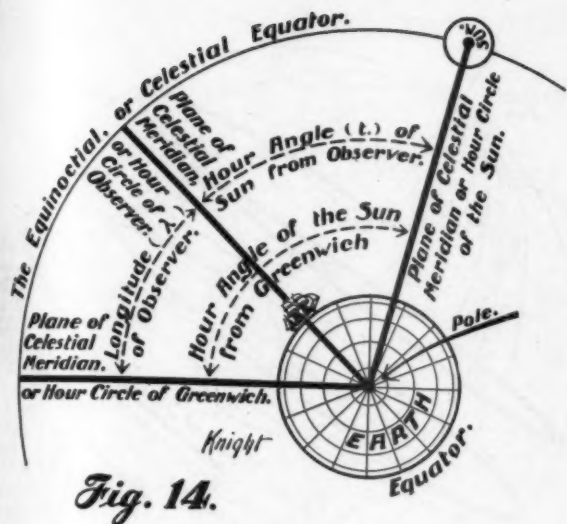 The Equinoctial, or Celestial Equator.
SUN.
Plane of
Celestial
Meridian,
or Hour
Circle of
Observer.
Hour Angle (t.) of
Sun from Observer.
Plane of Celestial
Meridian or Hour Circle
of the Sun.
Longitude (λ)
of Observer.
Hour Angle of the Sun
from Greenwich
Plane of
Celestial
Meridian.
or Hour Circle of Greenwich.
Pole.
EARTH
Equator.
Knight
Fig. 14.